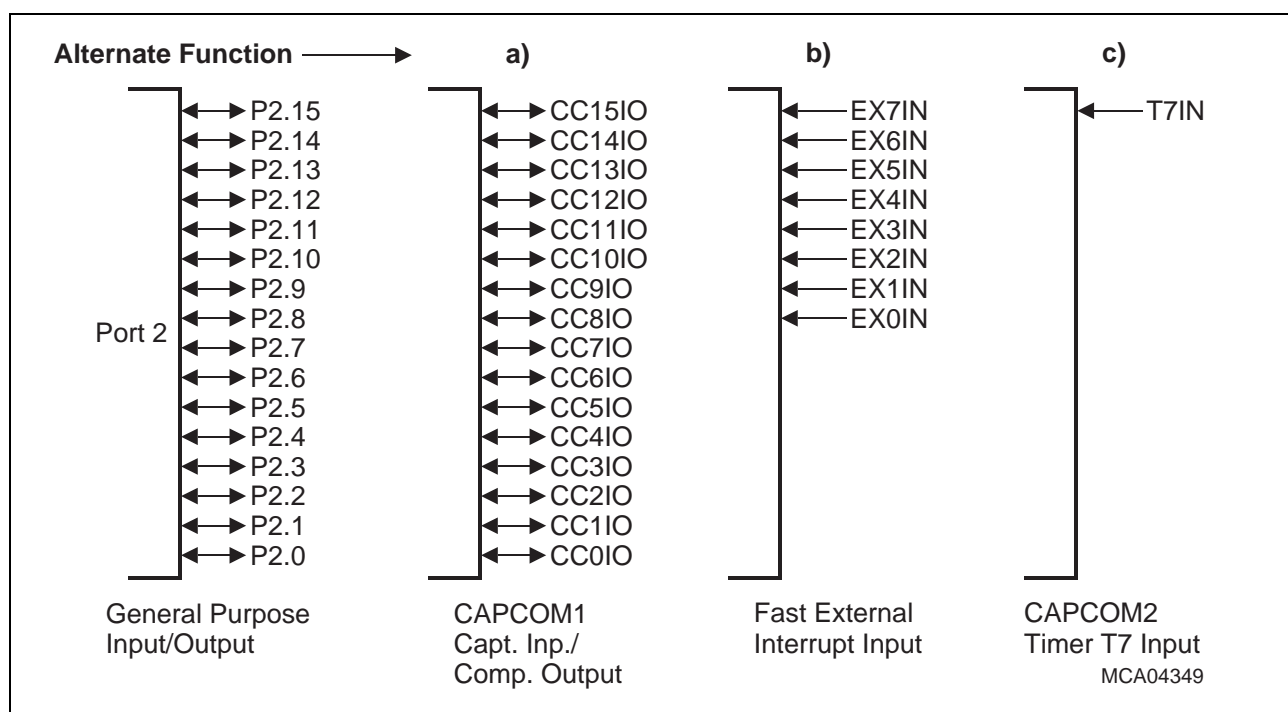 Alternate Function a) b) c)
P2.15 CC15IO EX7IN T7IN
P2.14 CC14IO EX6IN
P2.13 CC13IO EX5IN
P2.12 CC12IO EX4IN
P2.11 CC11IO EX3IN
P2.10 CC10IO EX2IN
P2.9 CC9IO EX1IN
P2.8 CC8IO EX0IN
Port 2
P2.7 CC7IO
P2.6 CC6IO
P2.5 CC5IO
P2.4 CC4IO
P2.3 CC3IO
P2.2 CC2IO
P2.1 CC1IO
P2.0 CC0IO
General Purpose
Input/Output
CAPCOM1
Capt. Inp./
Comp. Output
Fast External
Interrupt Input
CAPCOM2
Timer T7 Input
MCA04349